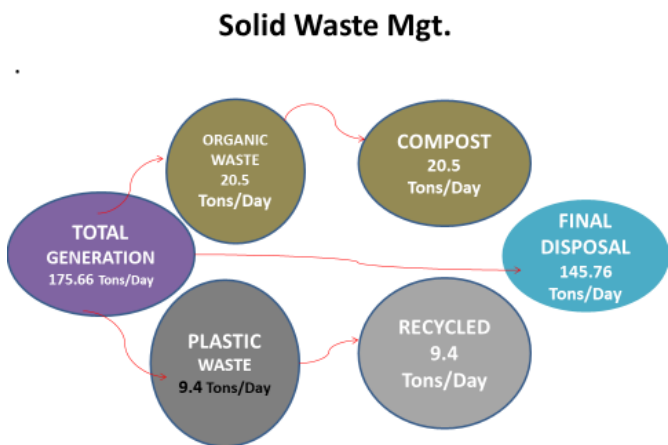 Solid Waste Mgt.
.
ORGANIC
WASTE
20.5
Tons/Day
COMPOST
20.5
Tons/Day
TOTAL
GENERATION
175.66 Tons/Day
FINAL
DISPOSAL
145.76
Tons/Day
PLASTIC
WASTE
9.4 Tons/Day
RECYCLED
9.4
Tons/Day